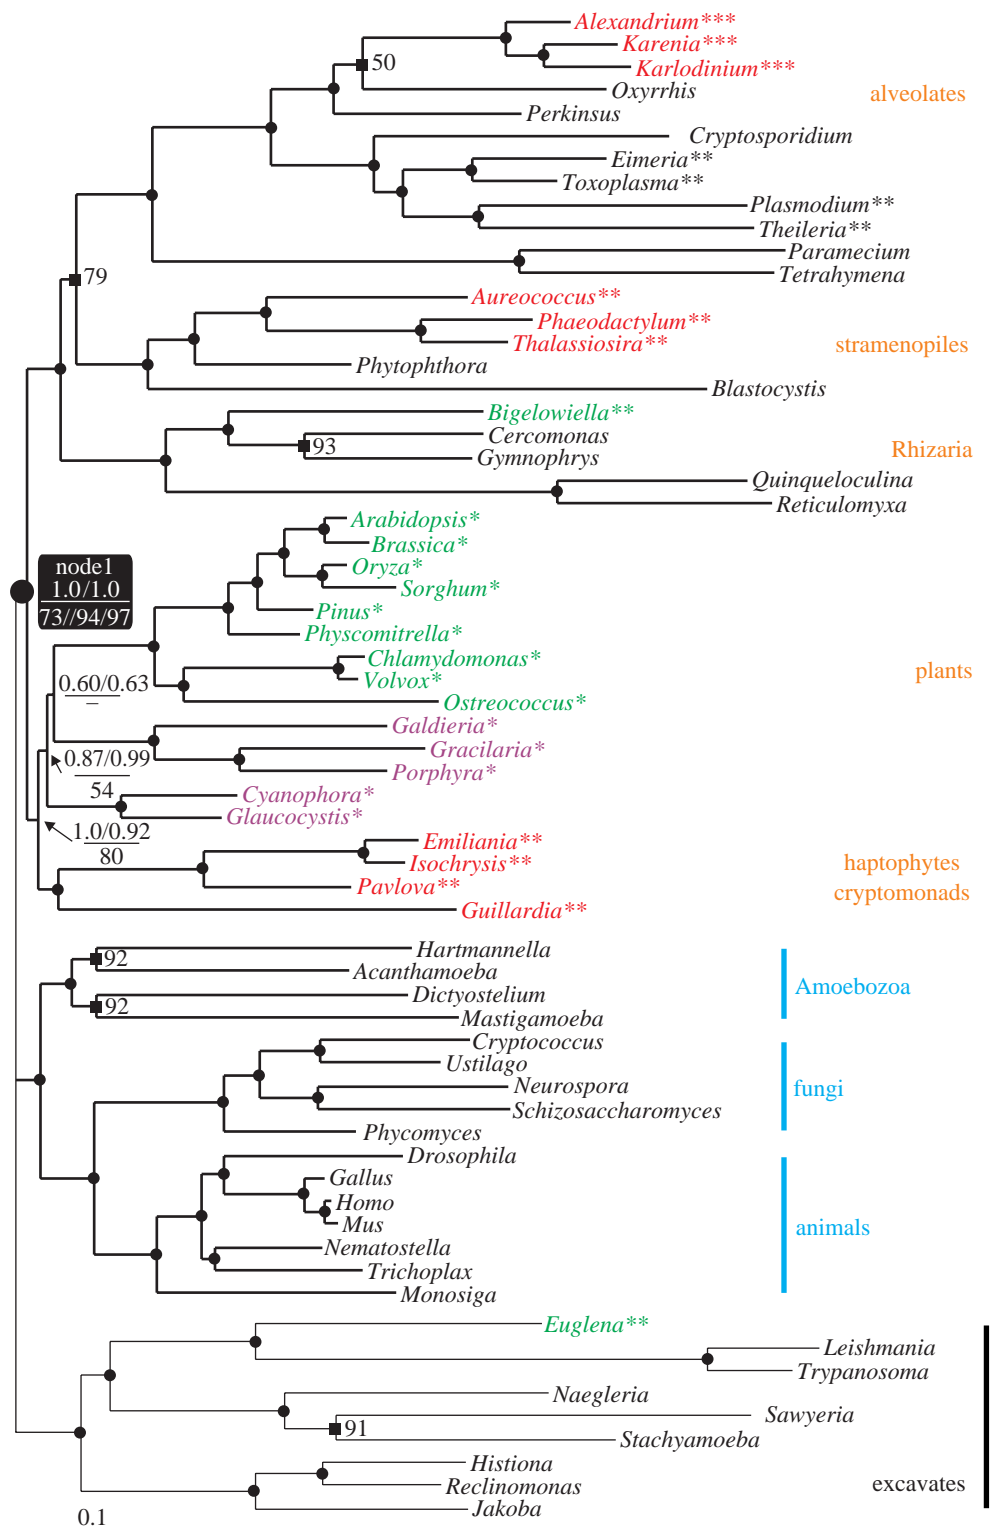 Alexandrium***
Karenia***
50
Karlodinium***
Oxyrrhis
alveolates
Perkinsus
Cryptosporidium
Eimeria**
Toxoplasma**
Plasmodium**
Theileria**
Paramecium
Tetrahymena
79
Aureococcus**
Phaeodactylum**
Thalassiosira**
stramenopiles
Phytophthora
Blastocystis
Bigelowiella**
Cercomonas
93
Rhizaria
Gymnophrys
Quinqueloculina
Reticulomyxa
Arabidopsis*
Brassica*
Oryza*
node1
1.0/1.0
73//94/97
Sorghum*
Pinus*
Physcomitrella*
Chlamydomonas*
plants
Volvox*
0.60/0.63
–
Ostreococcus*
Galdieria*
Gracilaria*
0.87/0.99
54
Porphyra*
Cyanophora*
Glaucocystis*
1.0/0.92
80
Emiliania**
Isochrysis**
haptophytes
cryptomonads
Pavlova**
Guillardia**
Hartmannella
92
Acanthamoeba
Amoebozoa
Dictyostelium
92
Mastigamoeba
Cryptococcus
Ustilago
Neurospora
fungi
Schizosaccharomyces
Phycomyces
Drosophila
Gallus
Homo
Mus
animals
Nematostella
Trichoplax
Monosiga
Euglena**
Leishmania
Trypanosoma
Naegleria
Sawyeria
91
Stachyamoeba
Histiona
Reclinomonas
excavates
Jakoba
0.1